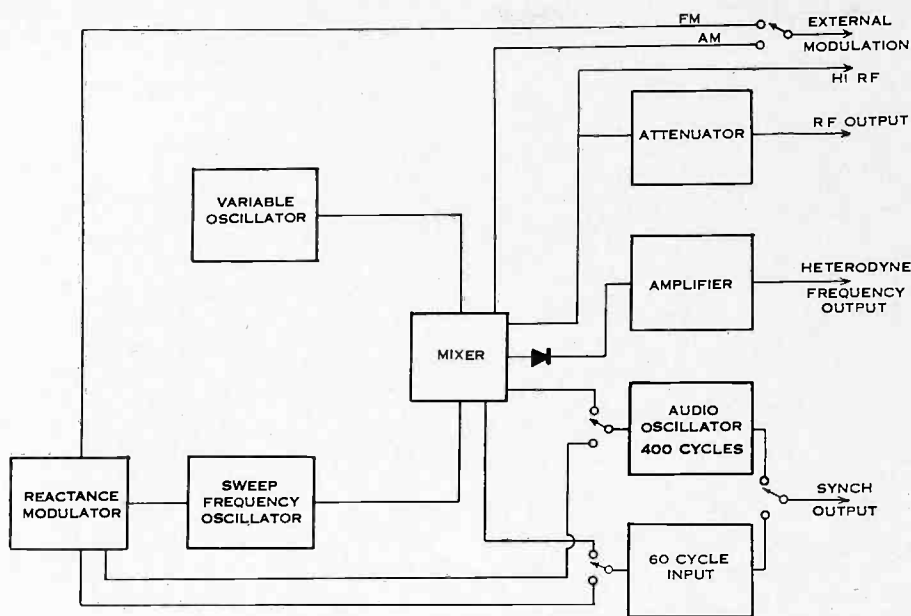 FM
EXTERNAL
AM
MODULATION
HI RF
ATTENUATOR
RF OUTPUT
VARIABLE
OSCILLATOR
AMPLIFIER
HETERODYNE
FREQUENCY
OUTPUT
MIXER
AUDIO
OSCILLATOR
400 CYCLES
REACTANCE
MODULATOR
SWEEP
FREQUENCY
OSCILLATOR
SYNCH
OUTPUT
60 CYCLE
INPUT